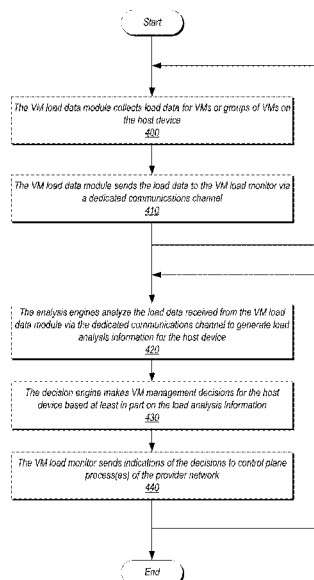 Start
The VM load data module collects load data for VMs or groups of VMs on
the host device
400
The VM load data module sends the load data to the VM load monitor via
a dedicated communications channel
410
The analysis engines analyze the load data received from the VM load
data module via the dedicated communications channel to generate load
analysis information for the host device
420
The decision engine makes VM management decisions for the host
device based at least in part on the load analysis information
430
The VM load monitor sends indications of the decisions to control plane
process(es) of the provider network
440
End